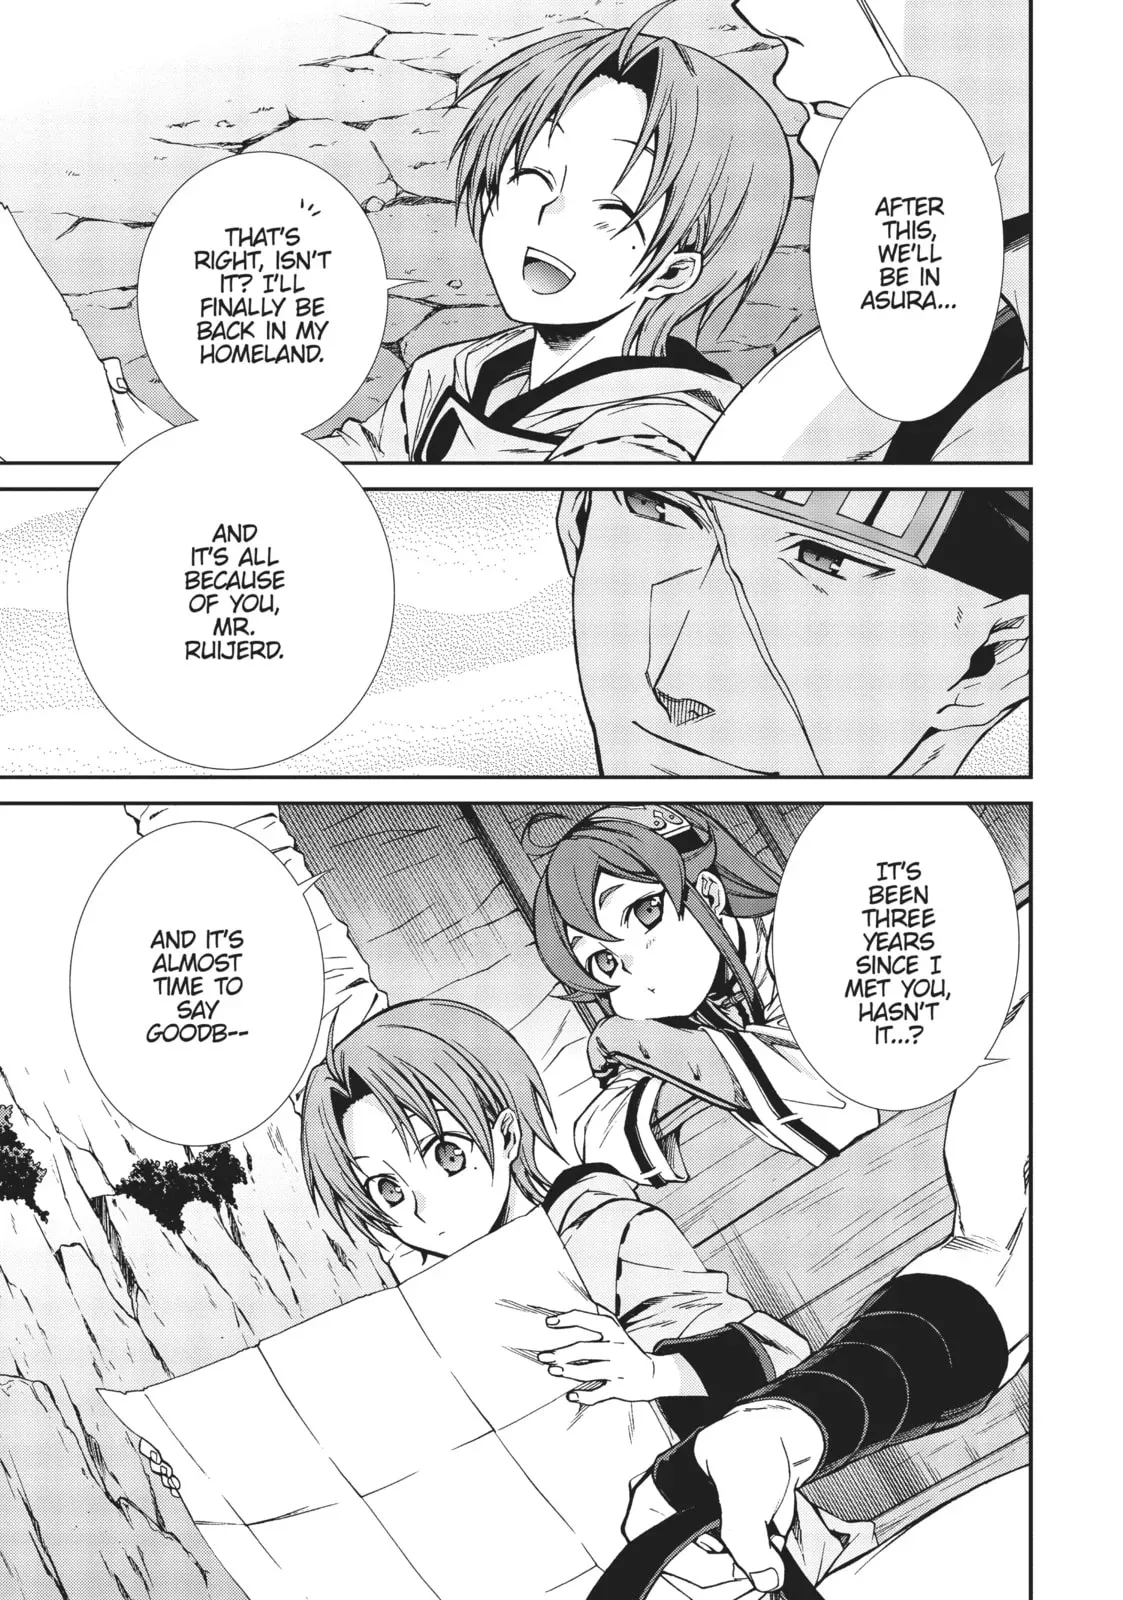 AFTER
THIS,
WE'LL
BE IN
ASURA...
THAT'S
RIGHT, ISN'T
IT? I'LL
FINALLY BE
BACK IN MY
HOMELAND.
AND
IT'S ALL
BECAUSE
OF YOU,
MR.
RUIJERD.
IT'S
BEEN
THREE
YEARS
SINCE I
MET YOU,
HASN'T
IT...?
AND IT'S
ALMOST
TIME TO
SAY
GOODB--